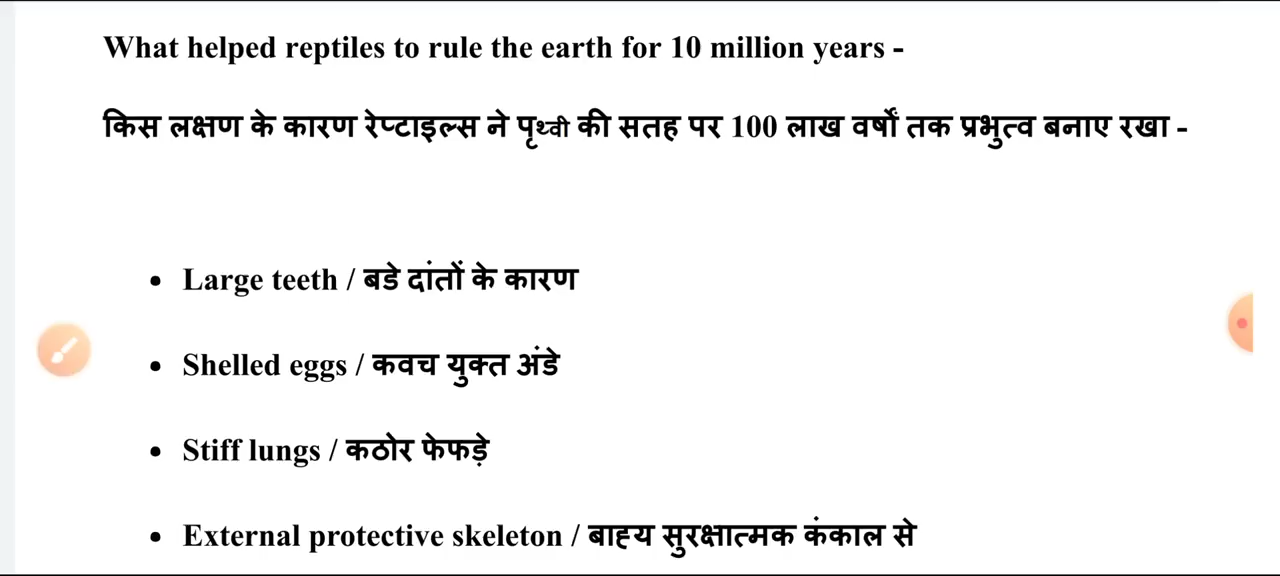 What helped reptiles to rule the earth for 10 million years -
किस लक्षण के कारण रेप्टाइल्स ने पृथ्वी की सतह पर 100 लाख वर्षों तक प्रभुत्व बनाए रखा -
• Large teeth / बडे दांतों के कारण
• Shelled eggs / कवच युक्त अंडे
• Stiff lungs / कठोर फेफड़े
• External protective skeleton / बाह्य सुरक्षात्मक कंकाल से